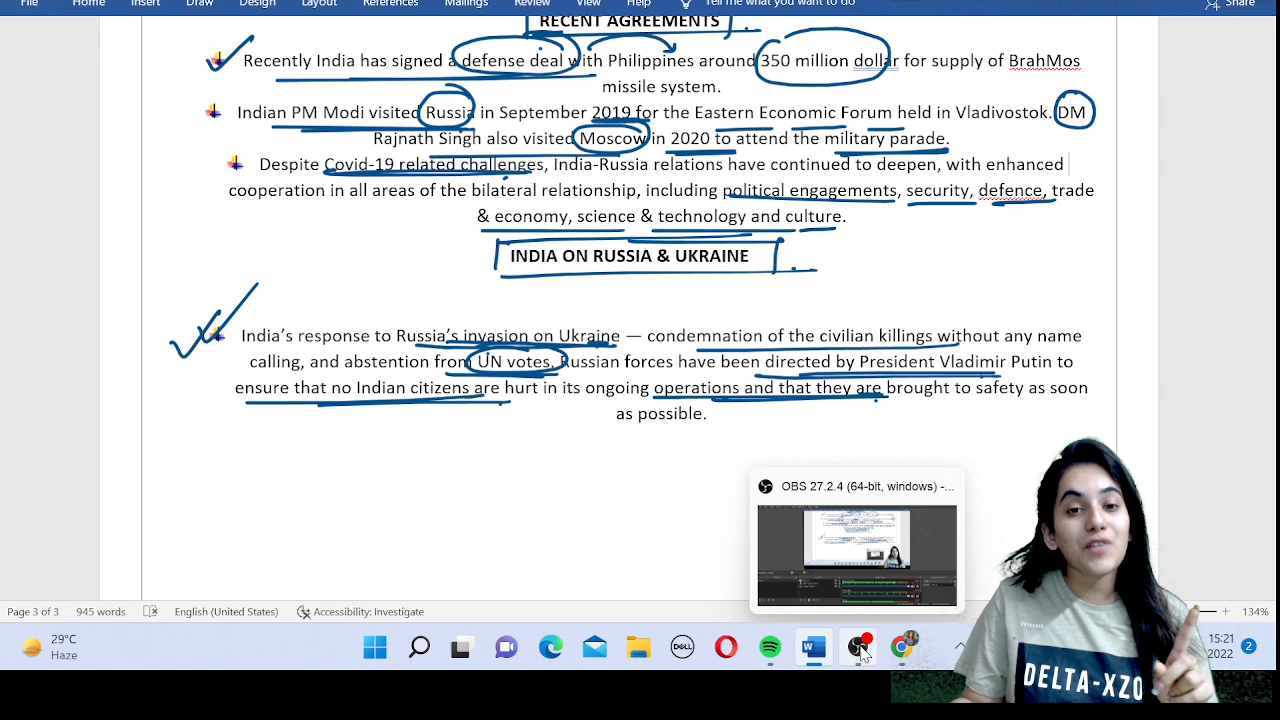 File Home Insert Draw Design Layout References Mailings Review View Help Tell me what you want to do Share
RECENT AGREEMENTS
Recently India has signed a defense deal with Philippines around 350 million dollar for supply of BrahMos
missile system.
Indian PM Modi visited Russia in September 2019 for the Eastern Economic Forum held in Vladivostok. DM
Rajnath Singh also visited Moscow in 2020 to attend the military parade.
Despite Covid-19 related challenges, India-Russia relations have continued to deepen, with enhanced
cooperation in all areas of the bilateral relationship, including political engagements, security, defence, trade
& economy, science & technology and culture.
INDIA ON RUSSIA & UKRAINE
India's response to Russia's invasion on Ukraine — condemnation of the civilian killings without any name
calling, and abstention from UN votes. Russian forces have been directed by President Vladimir Putin to
ensure that no Indian citizens are hurt in its ongoing operations and that they are brought to safety as soon
as possible.
OBS 27.2.4 (64-bit, windows) -...
Page 3 of 3 945 words English (United States) Accessibility: Investigate 134%
29°C
Haze
DELL
15:21
2022 2
DELTA-XZO